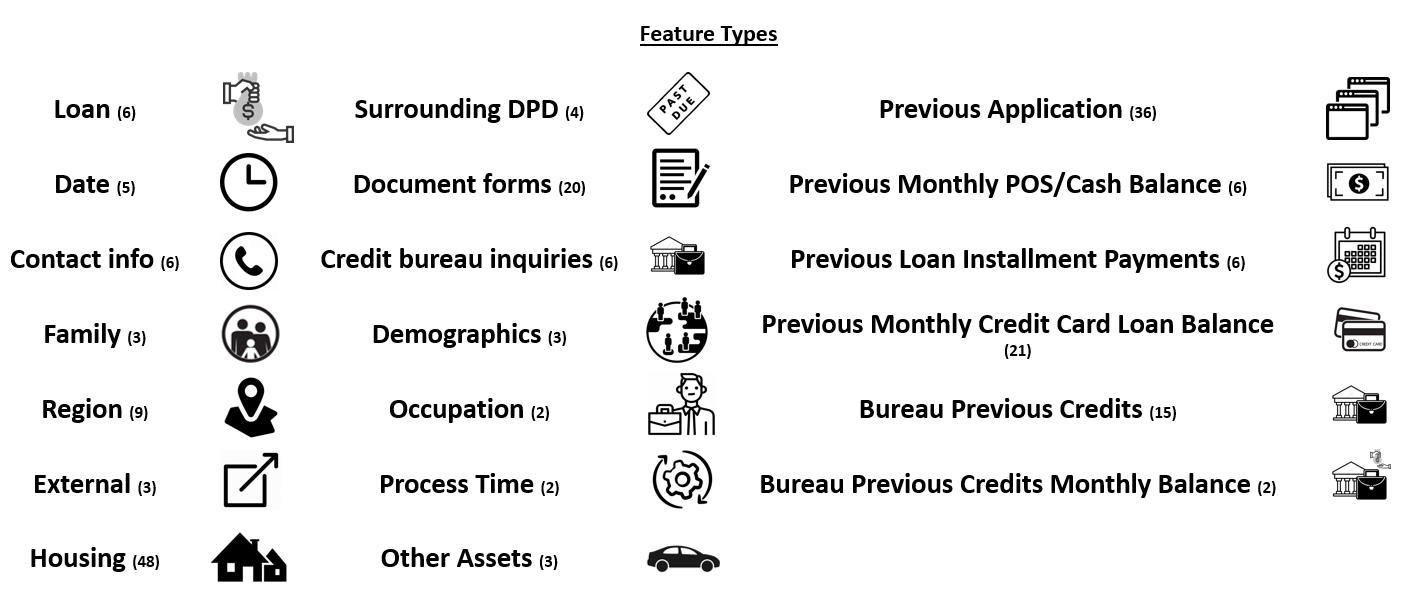 Feature Types
Loan (6)
Date (5)
Contact info (6)
Family (3)
Region (9)
External (3)
Housing (48)
Surrounding DPD (4)
PAST
DUE
Document forms (20)
Credit bureau inquiries (6)
Demographics (3)
Occupation (2)
Process Time (2)
Other Assets (3)
Previous Application (36)
Previous Monthly POS/Cash Balance (6)
Previous Loan Installment Payments (6)
Previous Monthly Credit Card Loan Balance
(21)
CREDIT CARD
Bureau Previous Credits (15)
Bureau Previous Credits Monthly Balance (2)